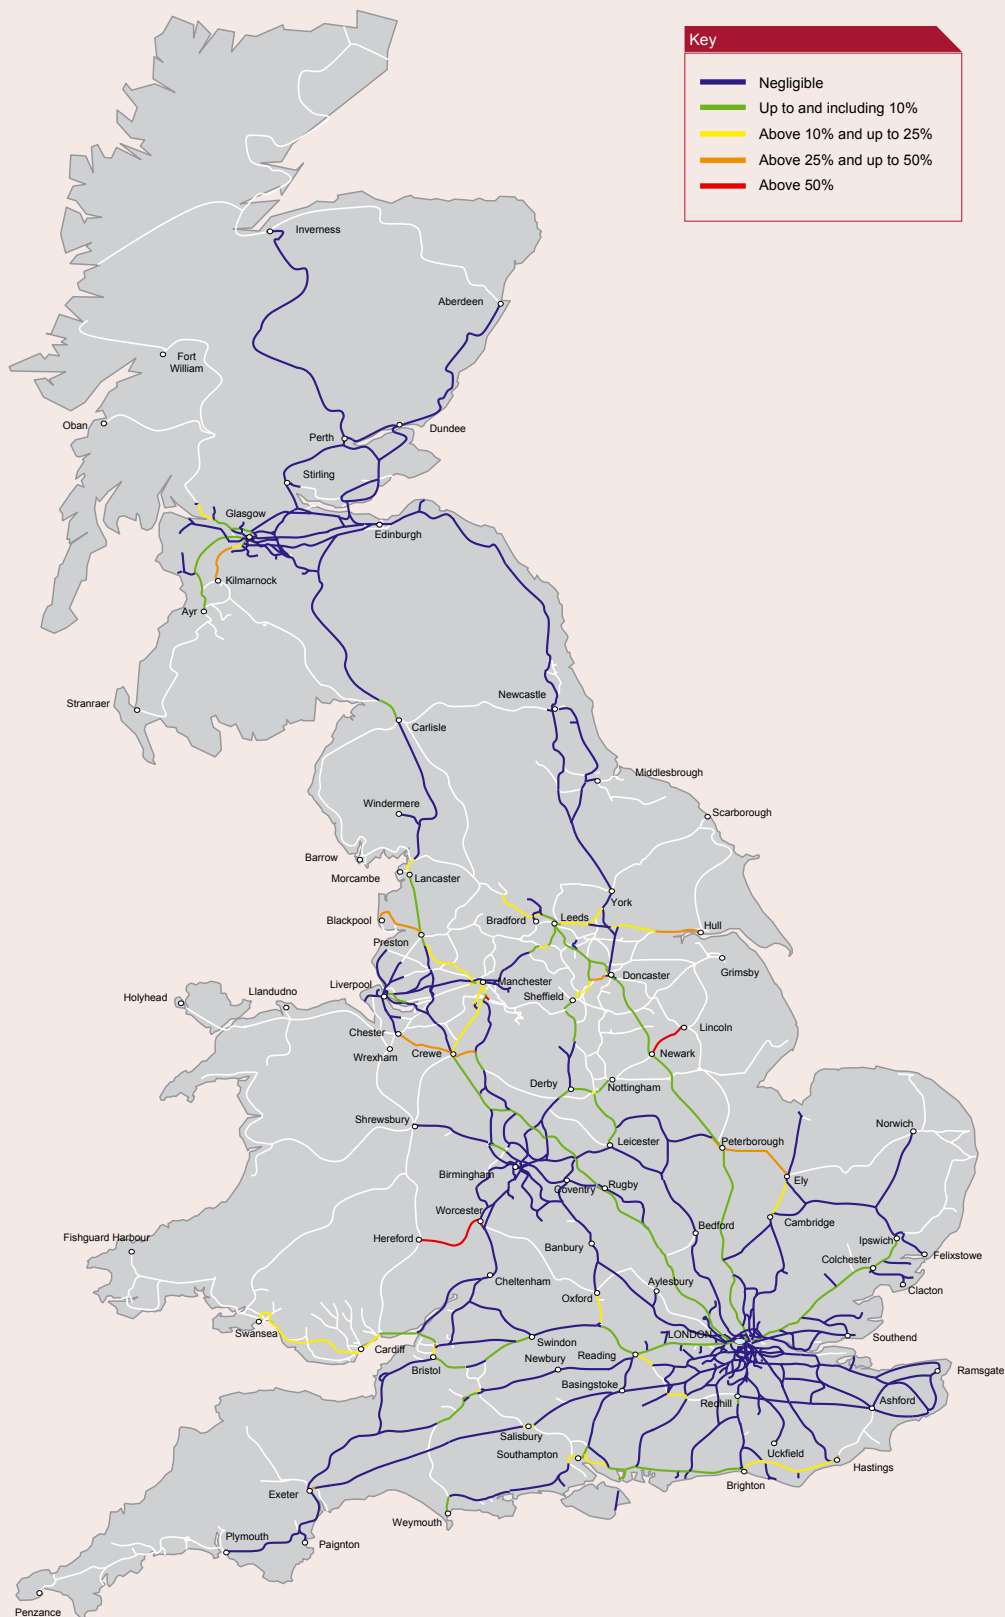 Key
Negligible
Up to and including 10%
Above 10% and up to 25%
Above 25% and up to 50%
Above 50%
Inverness
Aberdeen
Fort
William
Oban
Dundee
Perth
Stirling
Glasgow
Edinburgh
Kilmarnock
Ayr
Stranraer
Newcastle
Carlisle
Middlesbrough
Windermere
Scarborough
Barrow
Morcambe
Lancaster
York
Blackpool
Bradford
Leeds
Hull
Preston
Grimsby
Doncaster
Manchester
Liverpool
Sheffield
Holyhead
Llandudno
Lincoln
Chester
Wrexham
Crewe
Newark
Derby
Nottingham
Shrewsbury
Norwich
Leicester
Peterborough
Birmingham
Ely
Coventry
Rugby
Worcester
Cambridge
Bedford
Hereford
Banbury
Ipswich
Fishguard Harbour
Felixstowe
Colchester
Cheltenham
Aylesbury
Clacton
Oxford
Swansea
LONDON
Southend
Swindon
Cardiff
Reading
Newbury
Bristol
Ramsgate
Basingstoke
Redhill
Ashford
Salisbury
Uckfield
Southampton
Hastings
Brighton
Exeter
Weymouth
Plymouth
Paignton
Penzance